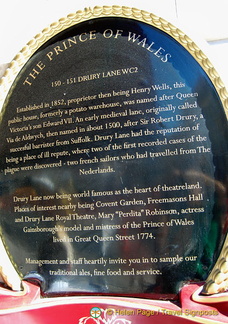 THE PRINCE OF WALES
150 - 151 DRURY LANE WC2
Established in 1852, proprietor then being Henry Wells, this
public house, formerly a potato warehouse, was named after Queen
Victoria's son Edward VII. An early medieval lane, originally called
Via de Aldwych, then named in about 1500, after Sir Robert Drury, a
successful barrister from Suffolk. Drury Lane had the reputation of
being a place of ill repute, where two of the first recorded cases of the
plague were discovered - two french sailors who had travelled from The
Nederlands.
Drury Lane now being world famous as the heart of theatreland.
Places of interest nearby being Covent Garden, Freemasons Hall
and Drury Lane Royal Theatre, Mary "Perdita" Robinson, actress
Gainsborough's model and mistress of the Prince of Wales
lived in Great Queen Street 1774.
Management and staff heartily invite you in to sample our
traditional ales, fine food and service.
© Helen Page / Travel Signposts